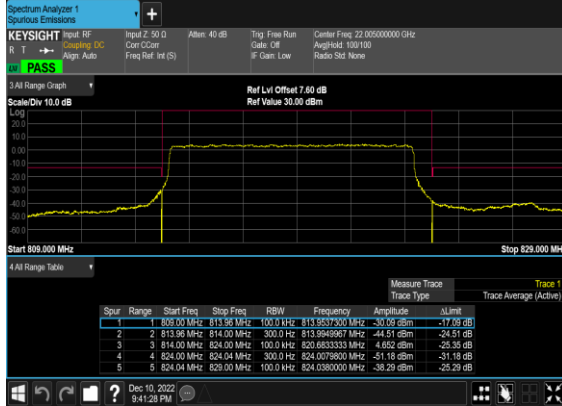 Spectrum Analyzer 1
Spurious Emissions
+
KEYSIGHT Input: RF Input Z: 50 Ω Atten: 40 dB Trig: Free Run Center Freq: 22.005000000 GHz
R T Coupling: DC Corr CCorr Gate: Off Avg|Hold: 100/100
Align: Auto Freq Ref: Int (S) IF Gain: Low Radio Std: None
PASS
3 All Range Graph
Ref Lvl Offset 7.60 dB
Scale/Div 10.0 dB Ref Value 30.00 dBm
Log
20.0
10.0
0.00
-10.0
-20.0
-30.0
-40.0
-50.0
-60.0
Start 809.000 MHz Stop 829.000 MH
4 All Range Table
Measure Trace Trace 1
Trace Type Trace Average (Active)
Spur Range Start Freq Stop Freq RBW Frequency Amplitude ΔLimit
1 1 809.00 MHz 813.96 MHz 100.0 kHz 813.9537300 MHz -30.09 dBm -17.09 dB
2 2 813.96 MHz 814.00 MHz 300.0 Hz 813.9949967 MHz -44.51 dBm -24.51 dB
3 3 814.00 MHz 824.00 MHz 100.0 kHz 820.6833333 MHz 4.652 dBm -25.35 dB
4 4 824.00 MHz 824.04 MHz 300.0 Hz 824.0079800 MHz -51.18 dBm -31.18 dB
5 5 824.04 MHz 829.00 MHz 100.0 kHz 824.0380000 MHz -38.29 dBm -25.29 dB
? Dec 10, 2022
9:41:28 PM